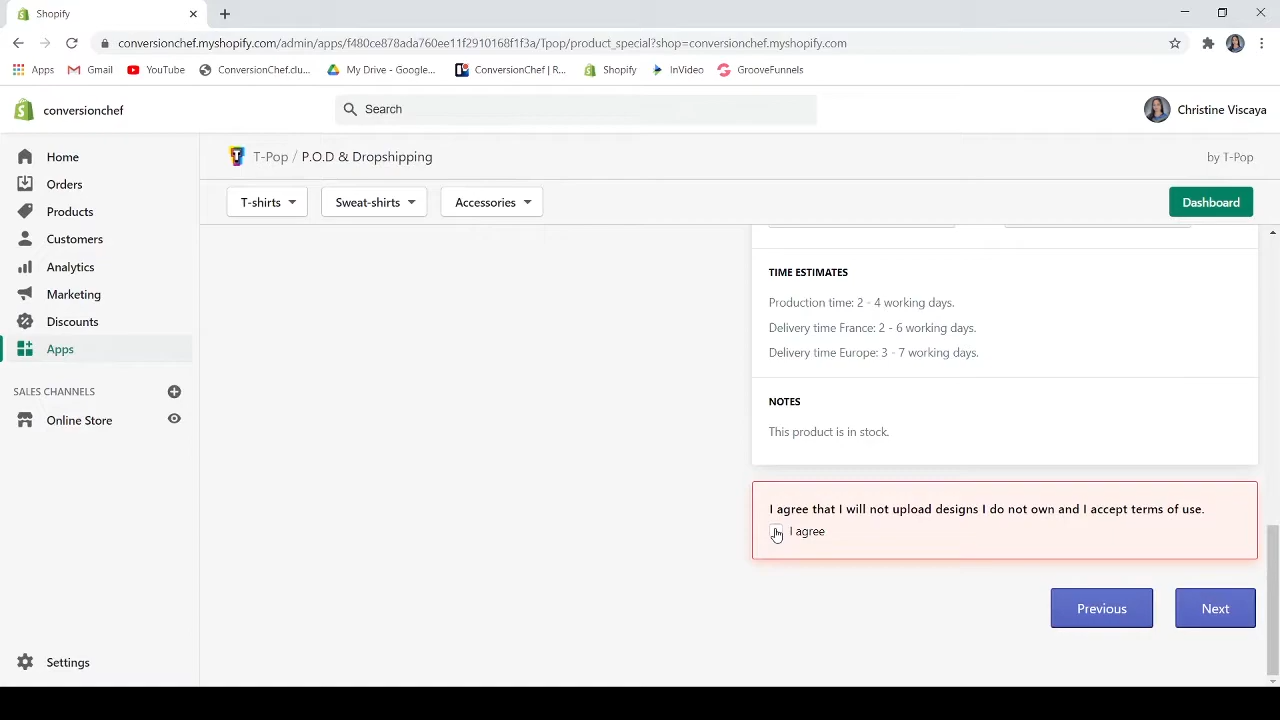 Shopify
conversionchef.myshopify.com/admin/apps/f480ce878ada760ee11f2910168f1f3a/Tpop/product_special?shop=conversionchef.myshopify.com
Apps Gmail YouTube ConversionChef.clu... My Drive - Google... ConversionChef | R... Shopify InVideo GrooveFunnels
conversionchef
Search
Christine Viscaya
Home
Orders
Products
Customers
Analytics
Marketing
Discounts
Apps
SALES CHANNELS
Online Store
Settings
T-Pop / P.O.D & Dropshipping
by T-Pop
T-shirts Sweat-shirts Accessories
Dashboard
TIME ESTIMATES
Production time: 2 - 4 working days.
Delivery time France: 2 - 6 working days.
Delivery time Europe: 3 - 7 working days.
NOTES
This product is in stock.
I agree that I will not upload designs I do not own and I accept terms of use.
I agree
Previous Next